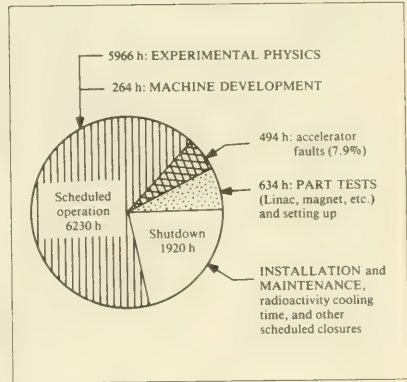 5966 h: EXPERIMENTAL PHYSICS
264 h: MACHINE DEVELOPMENT
494 h: accelerator
faults (7.9%)
634 h: PART TESTS
(Linac, magnet, etc.)
and setting up
Scheduled
operation
6230 h
Shutdown
1920 h
INSTALLATION and
MAINTENANCE,
radioactivity cooling
time, and other
scheduled closures